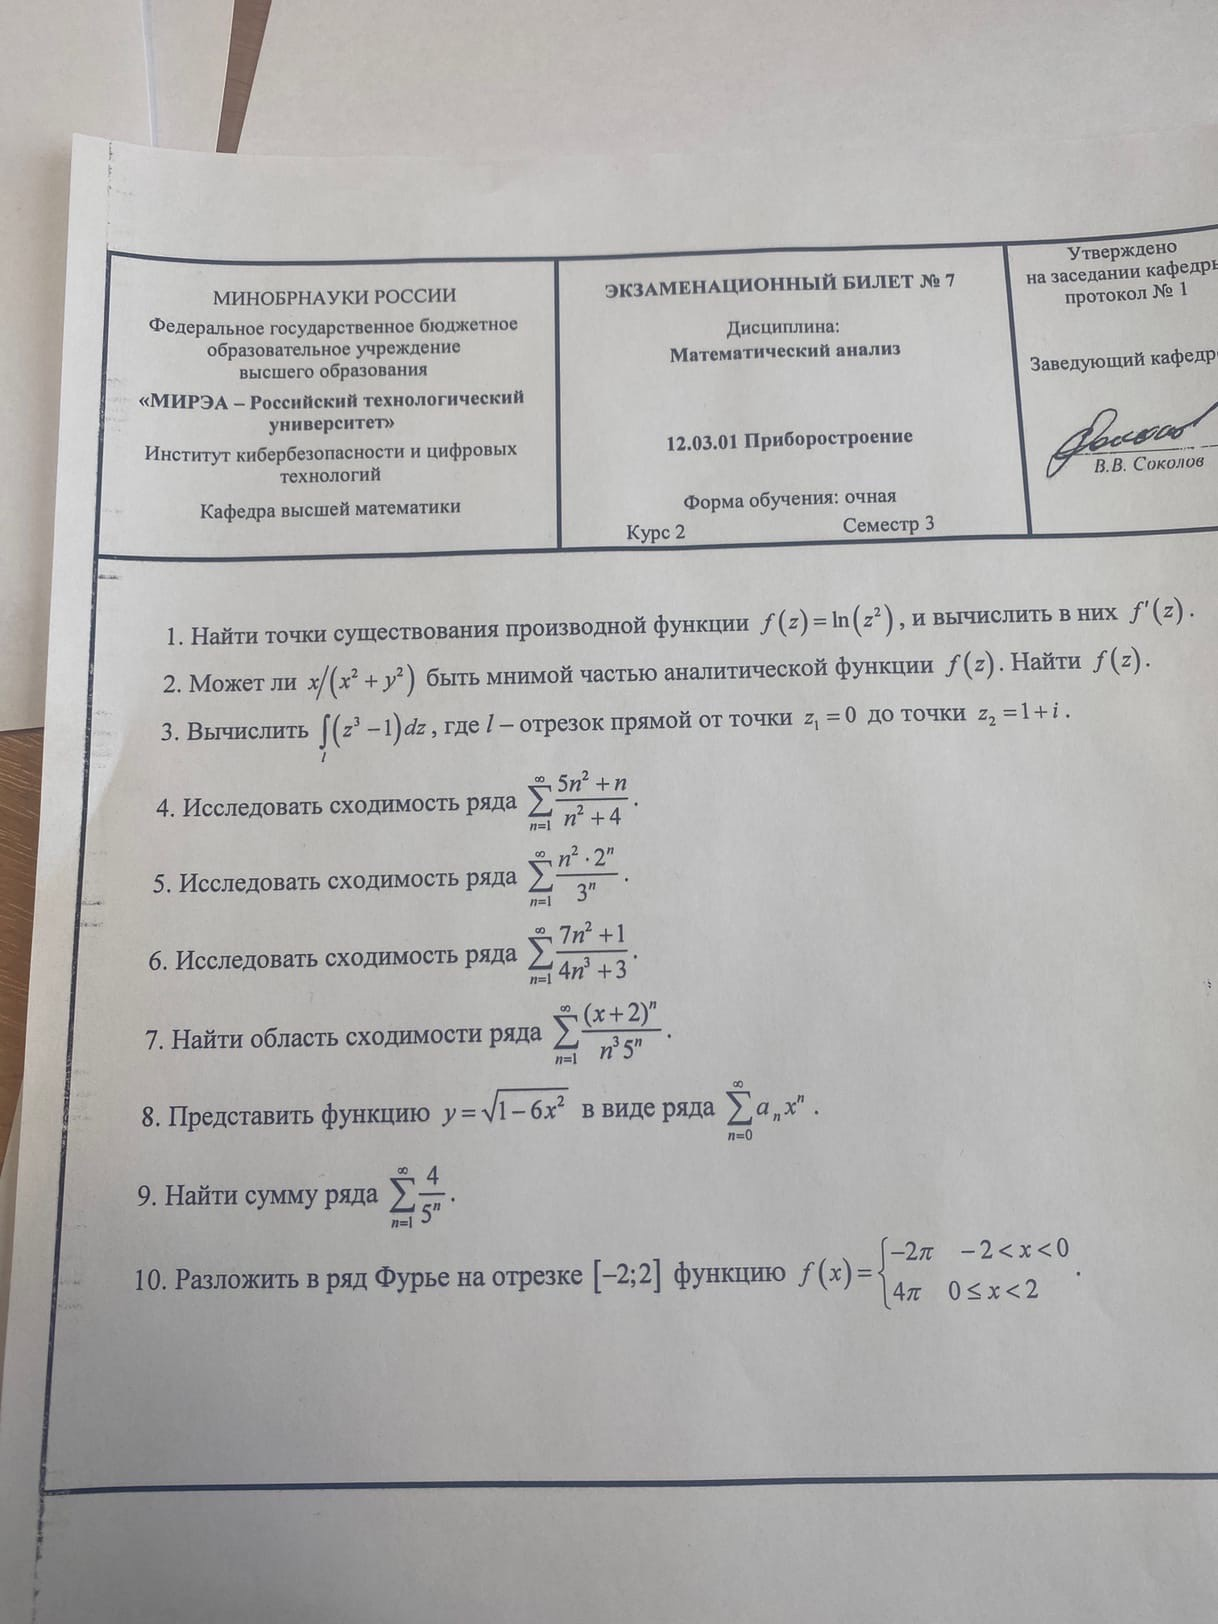 МИНОБРНАУКИ РОССИИ
Федеральное государственное бюджетное
образовательное учреждение
высшего образования
«МИРЭА – Российский технологический
университет»
Институт кибербезопасности и цифровых
технологий
Кафедра высшей математики
ЭКЗАМЕНАЦИОННЫЙ БИЛЕТ № 7
Дисциплина:
Математический анализ
12.03.01 Приборостроение
Форма обучения: очная
Курс 2 Семестр 3
Утверждено
на заседании кафедры
протокол № 1
Заведующий кафедр
В.В. Соколов
1. Найти точки существования производной функции f(z)=ln(z²), и вычислить в них f′(z).
2. Может ли x/(x²+y²) быть мнимой частью аналитической функции f(z). Найти f(z).
3. Вычислить ∫_l (z³−1)dz, где l – отрезок прямой от точки z₁=0 до точки z₂=1+i.
4. Исследовать сходимость ряда ∑_{n=1}^{∞} (5n²+n)/(n²+4).
5. Исследовать сходимость ряда ∑_{n=1}^{∞} (n²·2ⁿ)/3ⁿ.
6. Исследовать сходимость ряда ∑_{n=1}^{∞} (7n²+1)/(4n³+3).
7. Найти область сходимости ряда ∑_{n=1}^{∞} (x+2)ⁿ/(n³5ⁿ).
8. Представить функцию y=√(1−6x²) в виде ряда ∑_{n=0}^{∞} aₙxⁿ.
9. Найти сумму ряда ∑_{n=1}^{∞} 4/5ⁿ.
10. Разложить в ряд Фурье на отрезке [−2;2] функцию f(x)={−2π −2<x<0
4π 0≤x<2.